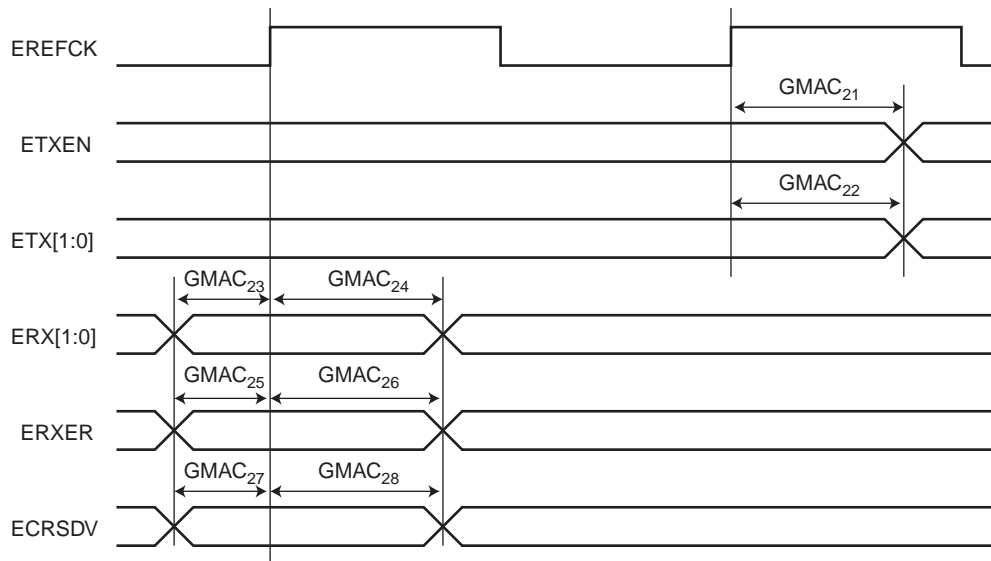 EREFCK
GMAC21
ETXEN
GMAC22
ETX[1:0]
GMAC23 GMAC24
ERX[1:0]
GMAC25 GMAC26
ERXER
GMAC27 GMAC28
ECRSDV